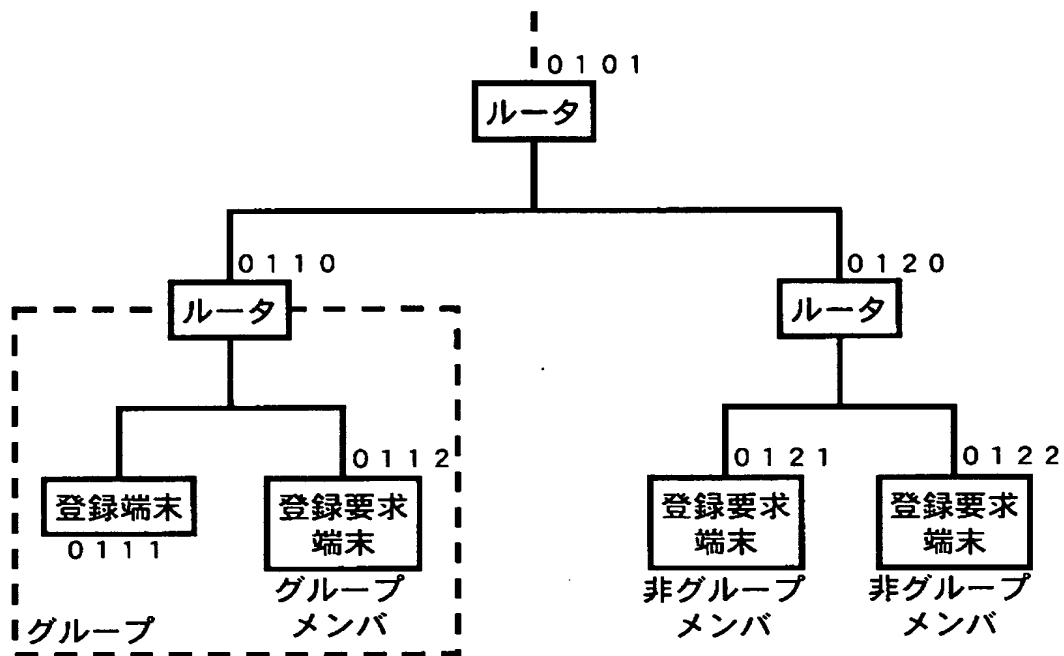 ０１０１
ルータ
０１１０
ルータ
０１２０
ルータ
０１１２
０１２１
０１２２
登録端末
０１１１
登録要求
端末
登録要求
端末
登録要求
端末
グループ
メンバ
非グループ
メンバ
非グループ
メンバ
グループ